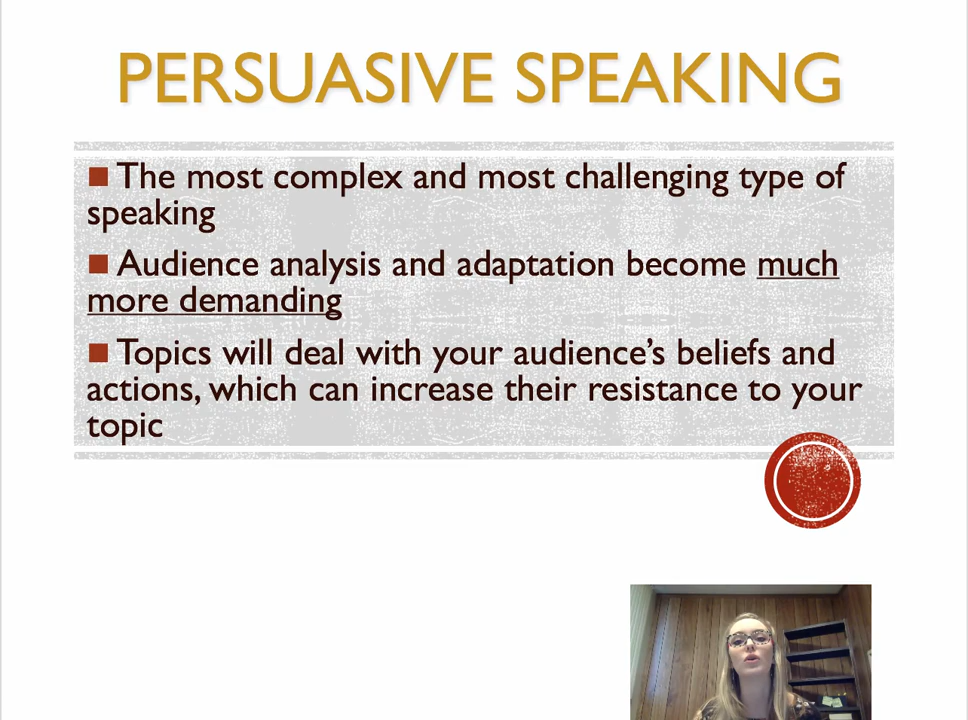 PERSUASIVE SPEAKING
The most complex and most challenging type of
speaking
Audience analysis and adaptation become much
more demanding
Topics will deal with your audience’s beliefs and
actions, which can increase their resistance to your
topic